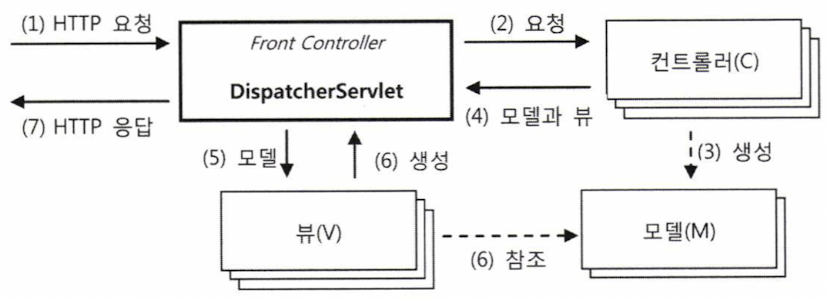 (1) HTTP 요청
Front Controller
DispatcherServlet
(2) 요청
컨트롤러(C)
(7) HTTP 응답
(4) 모델과 뷰
(5) 모델
(6) 생성
(3) 생성
뷰(V)
(6) 참조
모델(M)